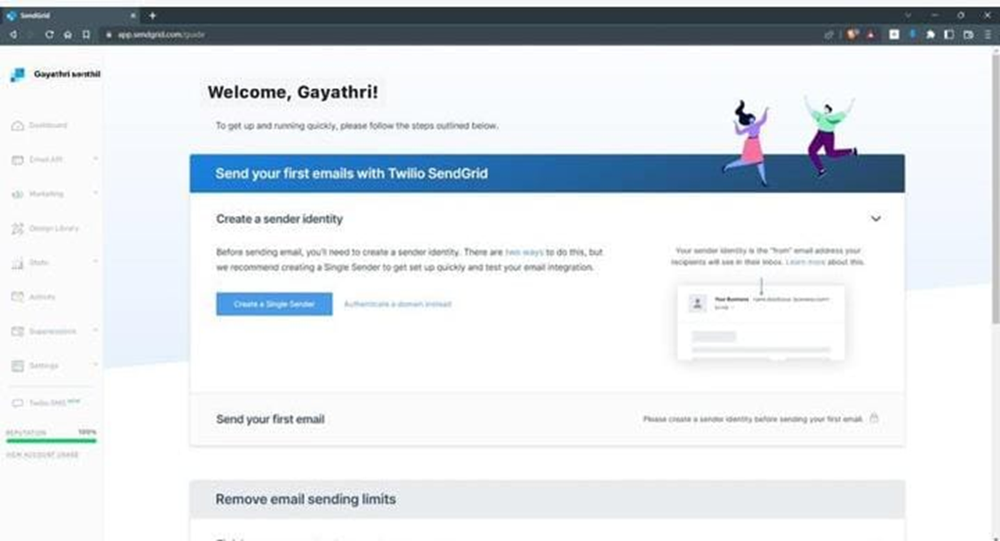 SendGrid
app.sendgrid.com/guide
Gayathri senthil
Welcome, Gayathri!
To get up and running quickly, please follow the steps outlined below.
Dashboard
Email API
Marketing
Design Library
Stats
Activity
Suppressions
Settings
Twilio SMS NEW
REPUTATION 100%
VIEW ACCOUNT USAGE
Send your first emails with Twilio SendGrid
Create a sender identity
Before sending email, you'll need to create a sender identity. There are two ways to do this, but
we recommend creating a Single Sender to get set up quickly and test your email integration.
Create a Single Sender
Authenticate a domain instead
Your sender identity is the "from" email address your
recipients will see in their inbox. Learn more about this.
Your Business
Send your first email
Please create a sender identity before sending your first email.
Remove email sending limits